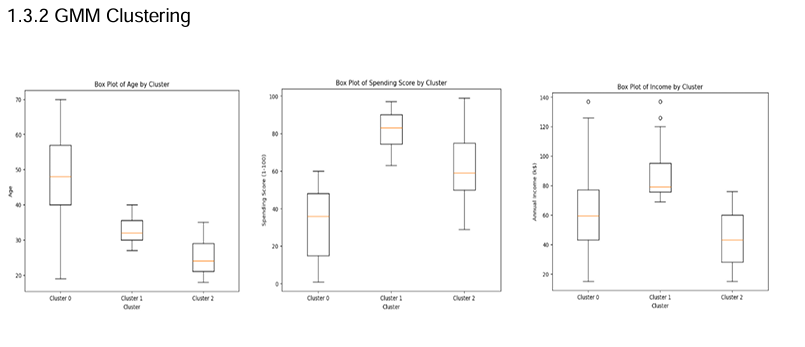 1.3.2 GMM Clustering
Box Plot of Age by Cluster
70
60
50
40
30
20
Age
Cluster 0
Cluster 1
Cluster 2
Cluster
Box Plot of Spending Score by Cluster
100
80
60
40
20
0
Spending Score (1-100)
Cluster 0
Cluster 1
Cluster 2
Cluster
Box Plot of Income by Cluster
140
120
100
80
60
40
20
Annual Income (k$)
Cluster 0
Cluster 1
Cluster 2
Cluster